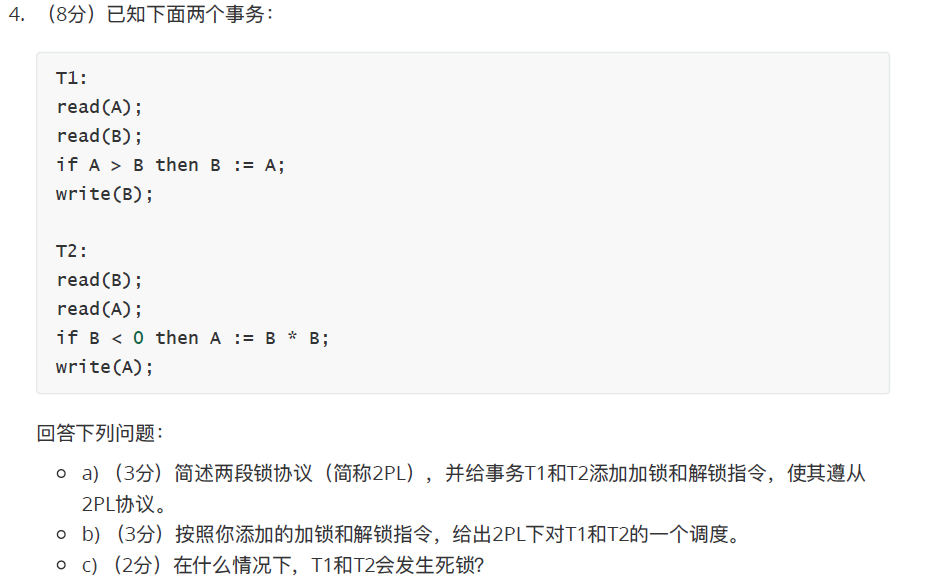 4. （8分）已知下面两个事务：
T1:
read(A);
read(B);
if A > B then B := A;
write(B);
T2:
read(B);
read(A);
if B < 0 then A := B * B;
write(A);
回答下列问题：
a) （3分）简述两段锁协议（简称2PL），并给事务T1和T2添加加锁和解锁指令，使其遵从
2PL协议。
b) （3分）按照你添加的加锁和解锁指令，给出2PL下对T1和T2的一个调度。
c) （2分）在什么情况下，T1和T2会发生死锁？